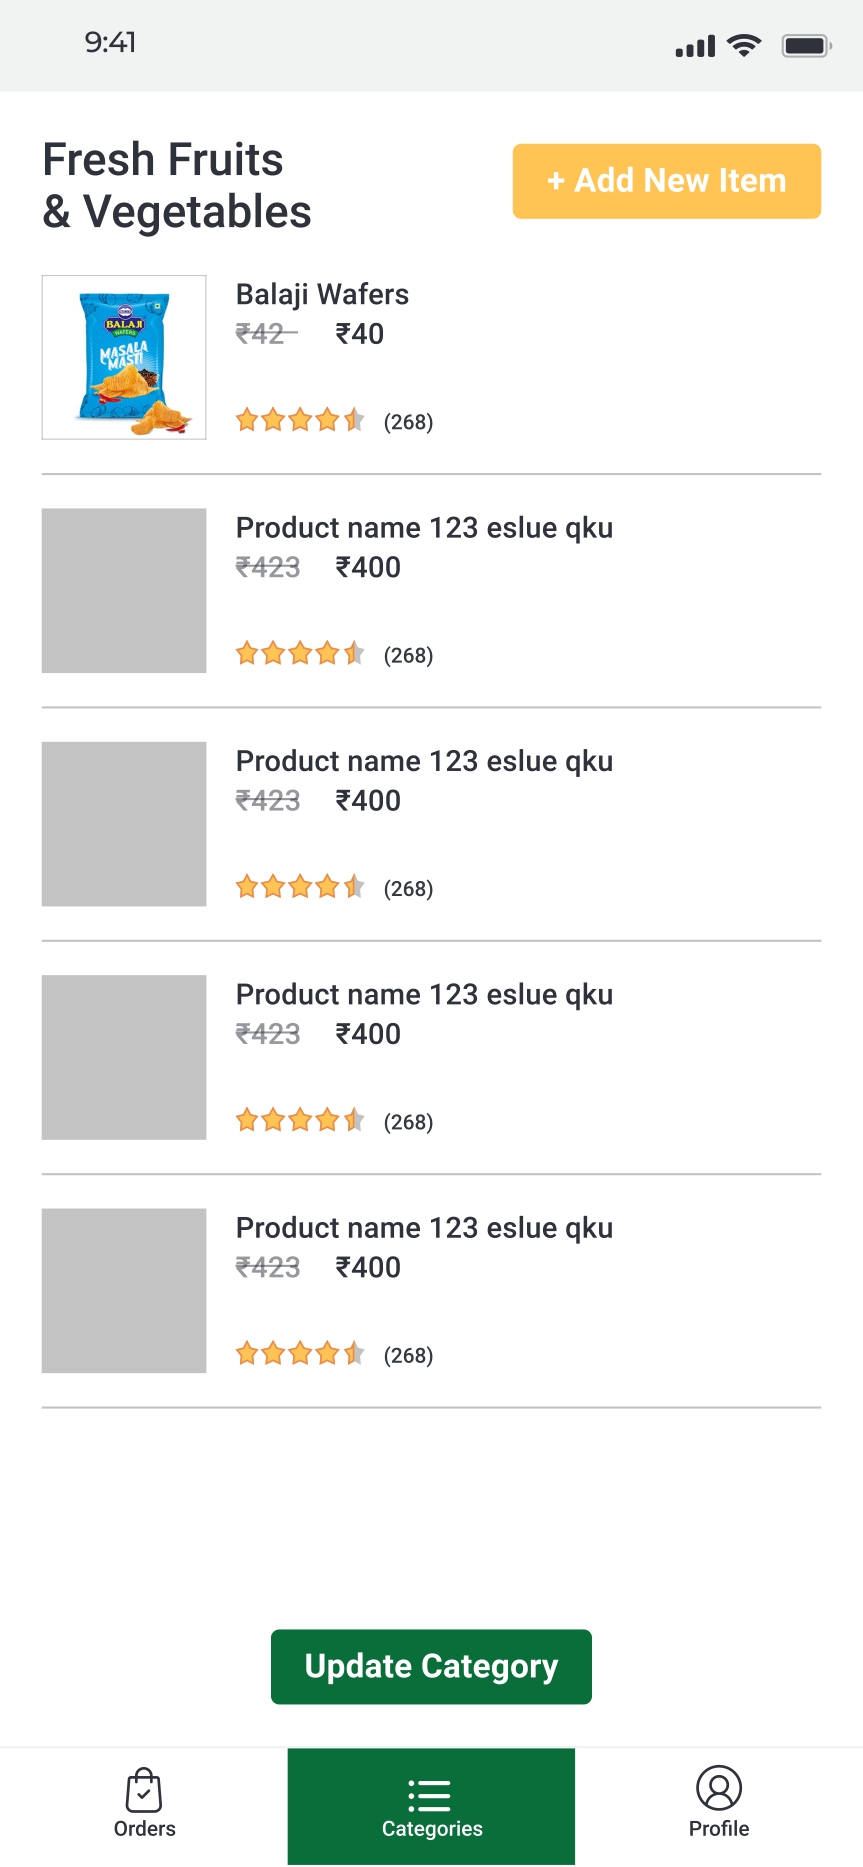 9:41
Fresh Fruits
& Vegetables
+ Add New Item
BALAJI
WAFERS
MASALA
MASTI
Balaji Wafers
₹42 ₹40
(268)
Product name 123 eslue qku
₹423 ₹400
(268)
Product name 123 eslue qku
₹423 ₹400
(268)
Product name 123 eslue qku
₹423 ₹400
(268)
Product name 123 eslue qku
₹423 ₹400
(268)
Update Category
Orders
Categories
Profile